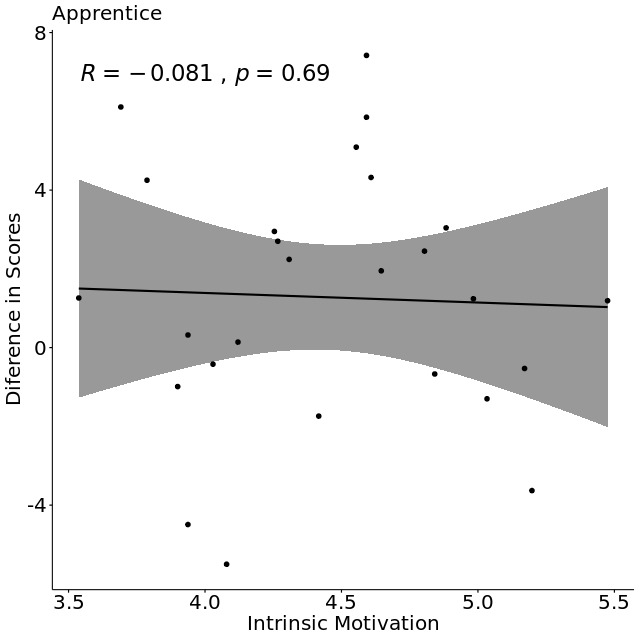 Apprentice
R = −0.081 , p = 0.69
8
4
0
-4
Diference in Scores
3.5 4.0 4.5 5.0 5.5
Intrinsic Motivation